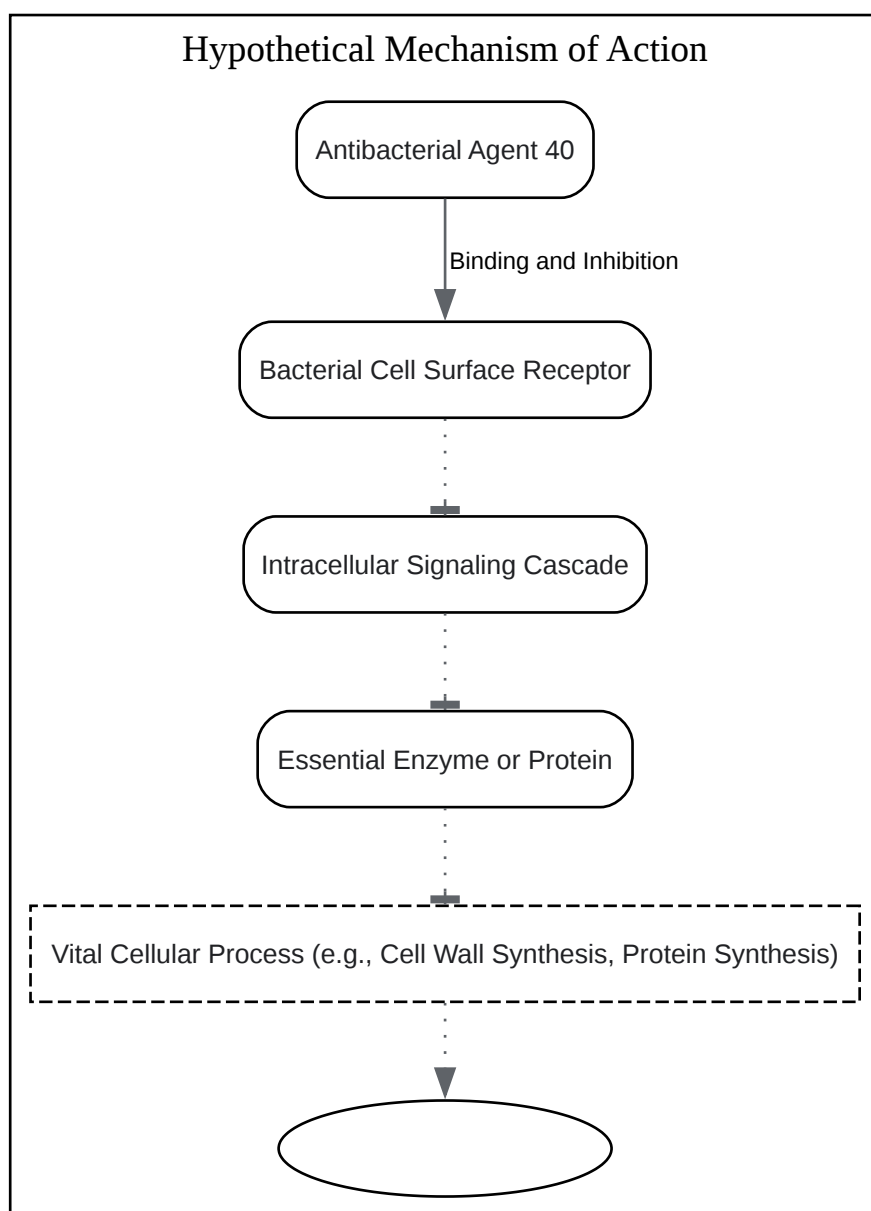 Hypothetical Mechanism of Action
Antibacterial Agent 40
Binding and Inhibition
Bacterial Cell Surface Receptor
Intracellular Signaling Cascade
Essential Enzyme or Protein
Vital Cellular Process (e.g., Cell Wall Synthesis, Protein Synthesis)